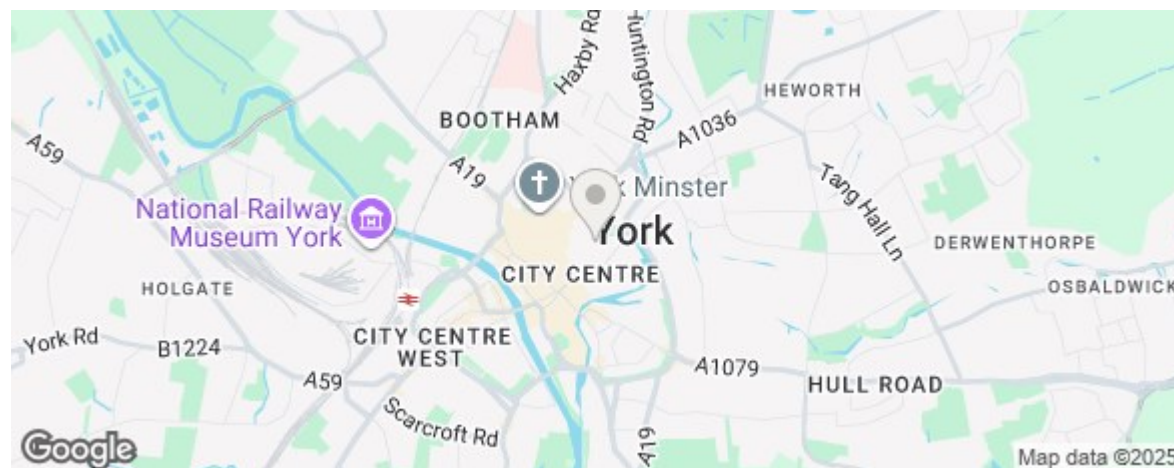 Haxby Rd
Huntington Rd
HEWORTH
BOOTHAM
A1036
A59
A19
York Minster
Tang Hall Ln
National Railway
Museum York
York
DERWENTHORPE
CITY CENTRE
HOLGATE
OSBALDWICK
CITY CENTRE
WEST
York Rd
B1224
A59
A1079
HULL ROAD
Scarcroft Rd
A19
Google
Map data ©2025